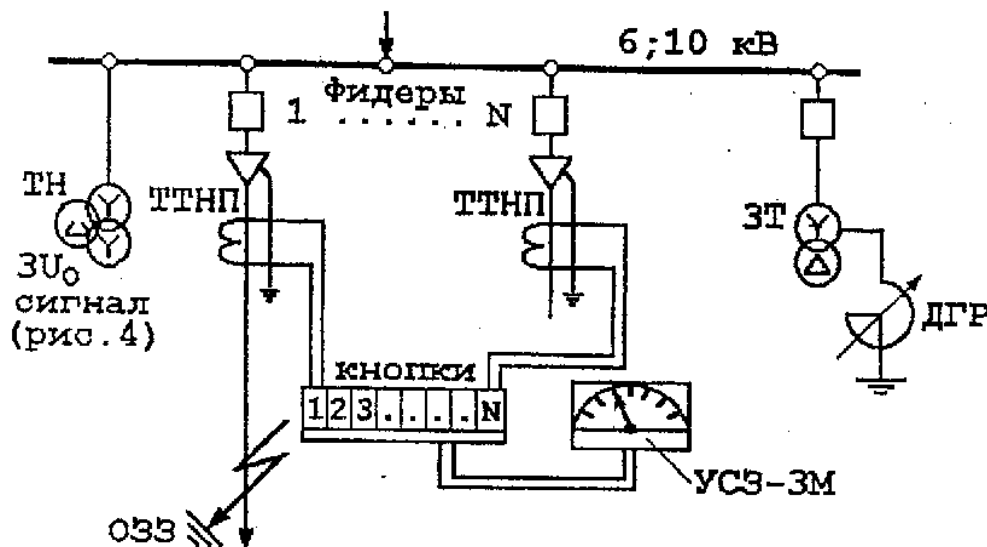 6;10 кВ
Фидеры
1 ...... N
ТН
ТТНП
ТТНП
ЗТ
3U₀
сигнал
(рис.4)
ДГР
кнопки
1 2 3 . . . . N
УСЗ-3М
ОЗЗ